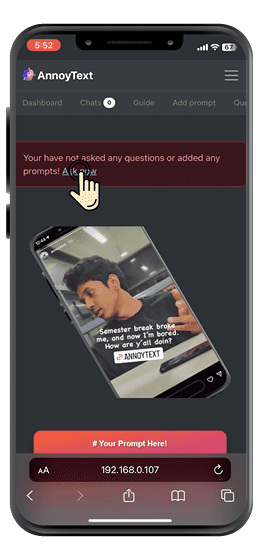 5:52
67
AnnoyText
Dashboard Chats 0 Guide Add prompt Que
Your have not asked any questions or added any
prompts! Ask now
Semester break broke
me, and now I'm bored.
How are y'all doin?
ANNOYTEXT
# Your Prompt Here!
AA 192.168.0.107